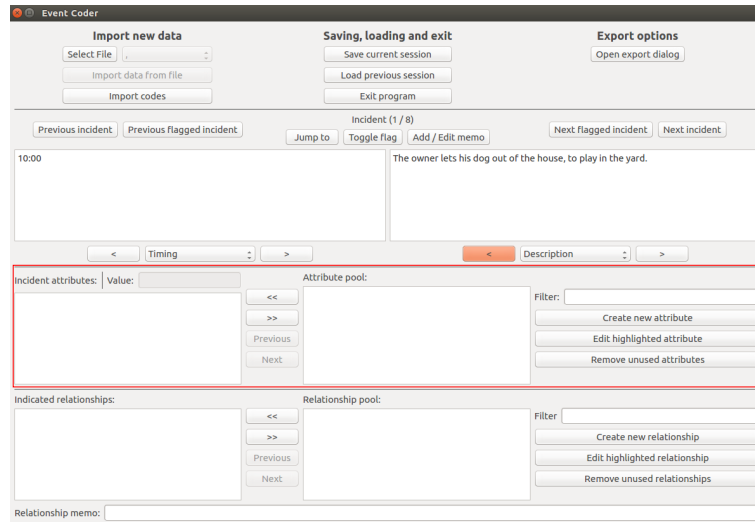 Event Coder
Import new data
Saving, loading and exit
Export options
Select File
,
Save current session
Open export dialog
Import data from file
Load previous session
Import codes
Exit program
Incident (1 / 8)
Previous incident
Previous flagged incident
Jump to
Toggle flag
Add / Edit memo
Next flagged incident
Next incident
10:00
The owner lets his dog out of the house, to play in the yard.
<
Timing
>
<
Description
>
Incident attributes:
Value:
Attribute pool:
<<
>>
Previous
Next
Filter:
Create new attribute
Edit highlighted attribute
Remove unused attributes
Indicated relationships:
Relationship pool:
<<
>>
Previous
Next
Filter
Create new relationship
Edit highlighted relationship
Remove unused relationships
Relationship memo: